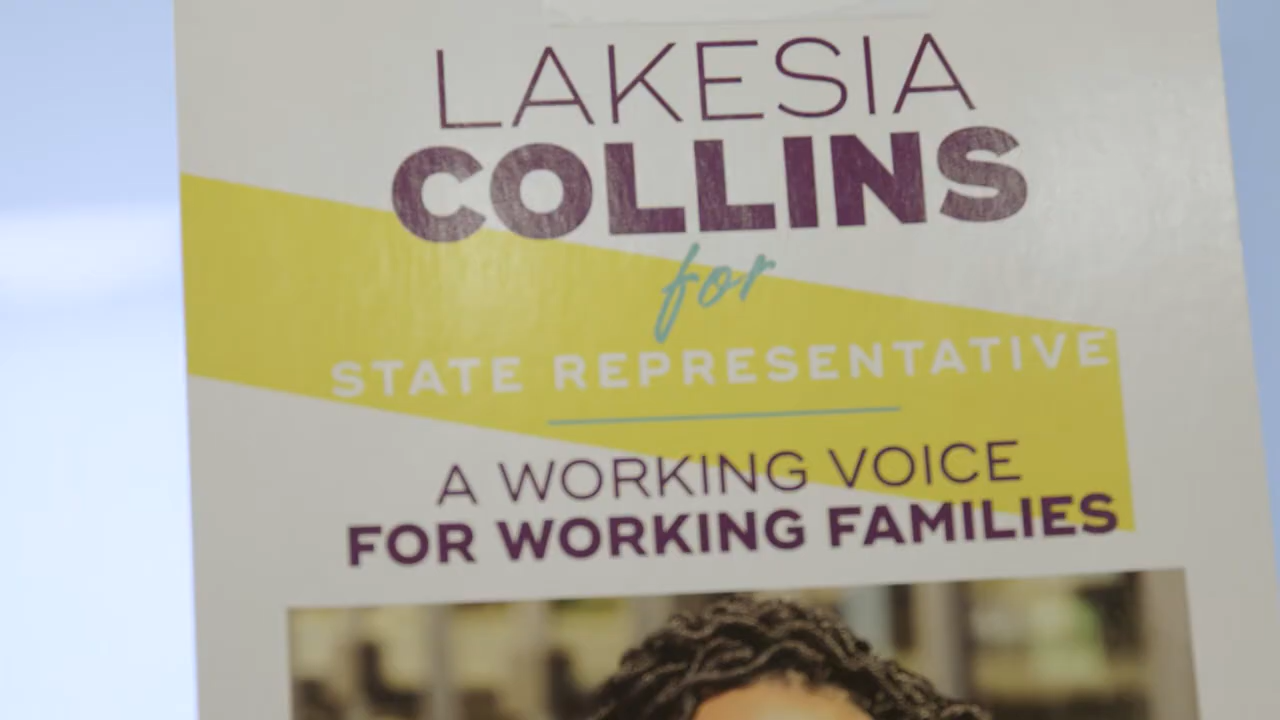 LAKESIA
COLLINS
for
STATE REPRESENTATIVE
A WORKING VOICE
FOR WORKING FAMILIES